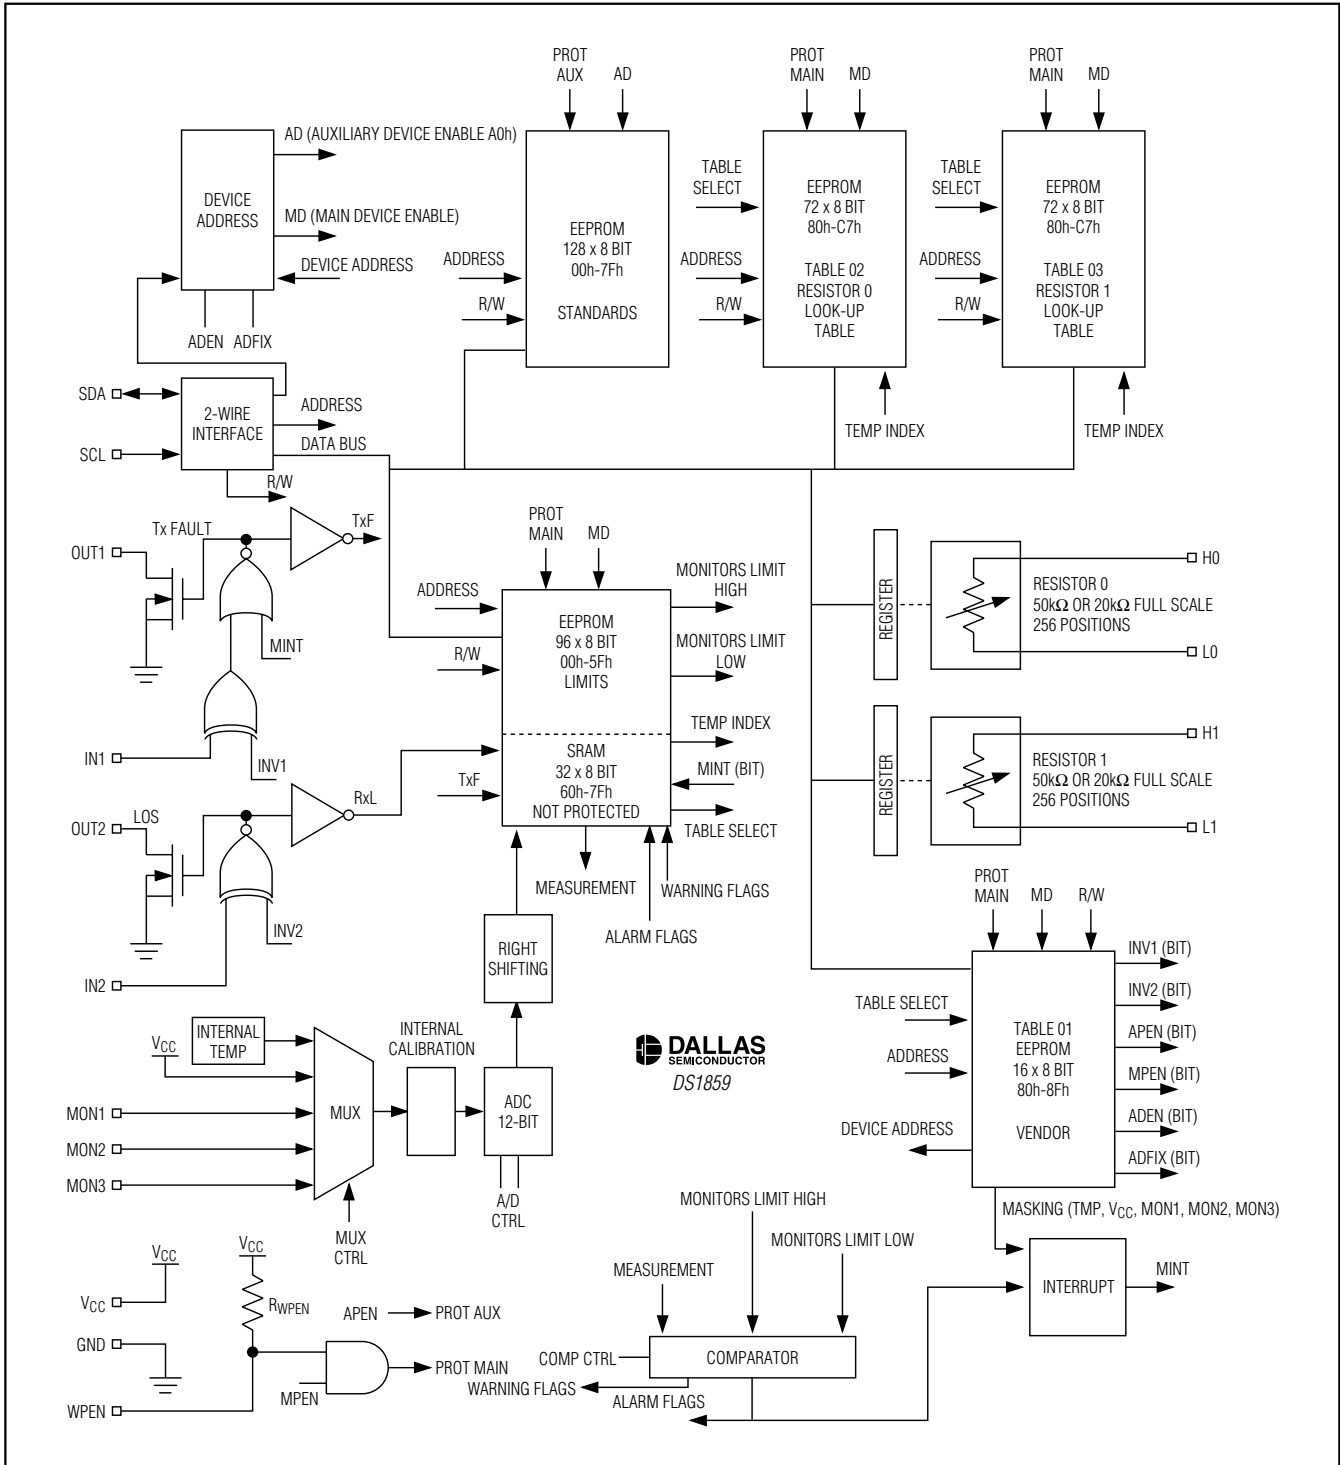 PROT
AUX
AD
PROT
MAIN
MD
PROT
MAIN
MD
AD (AUXILIARY DEVICE ENABLE A0h)
DEVICE
ADDRESS
MD (MAIN DEVICE ENABLE)
DEVICE ADDRESS
ADEN
ADFIX
EEPROM
128 x 8 BIT
00h-7Fh
STANDARDS
ADDRESS
R/W
TABLE
SELECT
ADDRESS
R/W
EEPROM
72 x 8 BIT
80h-C7h
TABLE 02
RESISTOR 0
LOOK-UP
TABLE
TEMP INDEX
TABLE
SELECT
ADDRESS
R/W
EEPROM
72 x 8 BIT
80h-C7h
TABLE 03
RESISTOR 1
LOOK-UP
TABLE
TEMP INDEX
SDA
SCL
2-WIRE
INTERFACE
ADDRESS
DATA BUS
R/W
Tx FAULT
TxF
OUT1
MINT
IN1
INV1
RxL
LOS
OUT2
INV2
IN2
PROT
MAIN
MD
ADDRESS
R/W
EEPROM
96 x 8 BIT
00h-5Fh
LIMITS
SRAM
32 x 8 BIT
60h-7Fh
NOT PROTECTED
TxF
MONITORS LIMIT
HIGH
MONITORS LIMIT
LOW
TEMP INDEX
MINT (BIT)
TABLE SELECT
MEASUREMENT
WARNING FLAGS
ALARM FLAGS
REGISTER
RESISTOR 0
50kΩ OR 20kΩ FULL SCALE
256 POSITIONS
H0
L0
REGISTER
RESISTOR 1
50kΩ OR 20kΩ FULL SCALE
256 POSITIONS
H1
L1
RIGHT
SHIFTING
INTERNAL
TEMP
VCC
MON1
MON2
MON3
MUX
MUX
CTRL
INTERNAL
CALIBRATION
ADC
12-BIT
A/D
CTRL
DALLAS
SEMICONDUCTOR
DS1859
PROT
MAIN
MD
R/W
TABLE SELECT
ADDRESS
DEVICE ADDRESS
TABLE 01
EEPROM
16 x 8 BIT
80h-8Fh
VENDOR
INV1 (BIT)
INV2 (BIT)
APEN (BIT)
MPEN (BIT)
ADEN (BIT)
ADFIX (BIT)
MASKING (TMP, VCC, MON1, MON2, MON3)
INTERRUPT
MINT
MONITORS LIMIT HIGH
MONITORS LIMIT LOW
MEASUREMENT
COMP CTRL
COMPARATOR
WARNING FLAGS
ALARM FLAGS
VCC
VCC
GND
VCC
RWPEN
APEN
PROT AUX
PROT MAIN
MPEN
WPEN